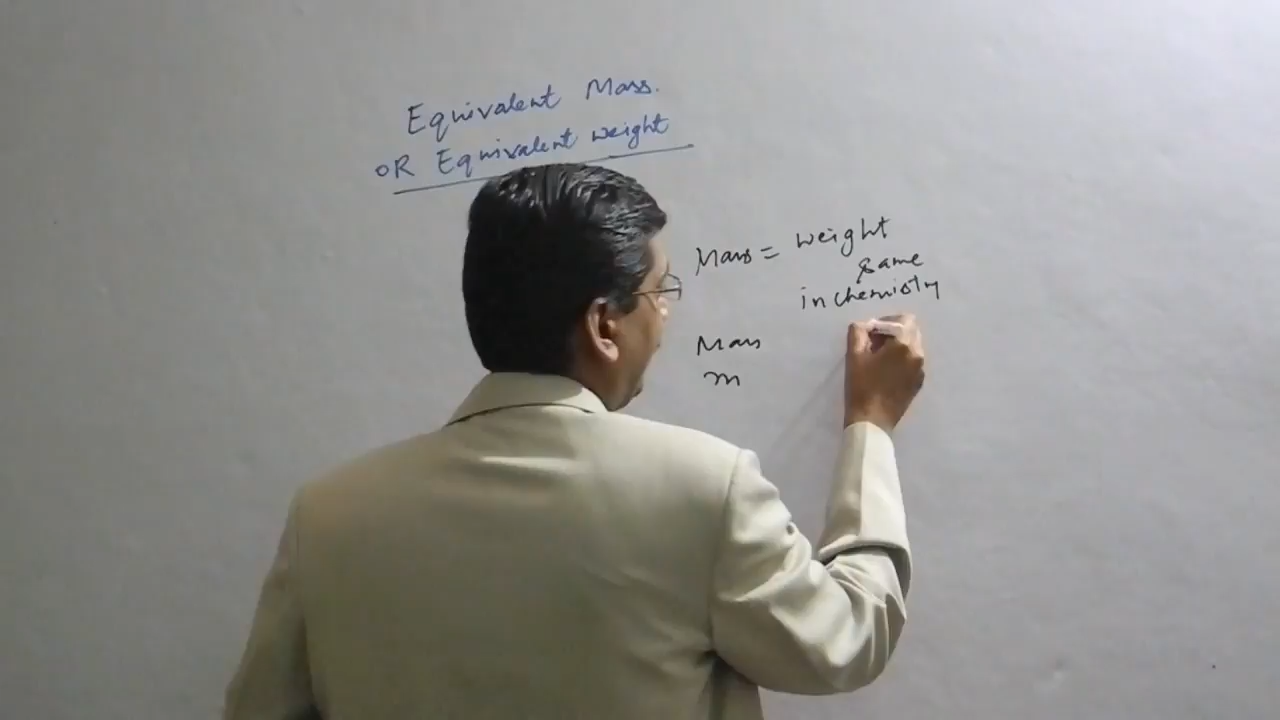 Equivalent Mass.
OR Equivalent weight
Mass = weight
same
in chemistry
Mass
m